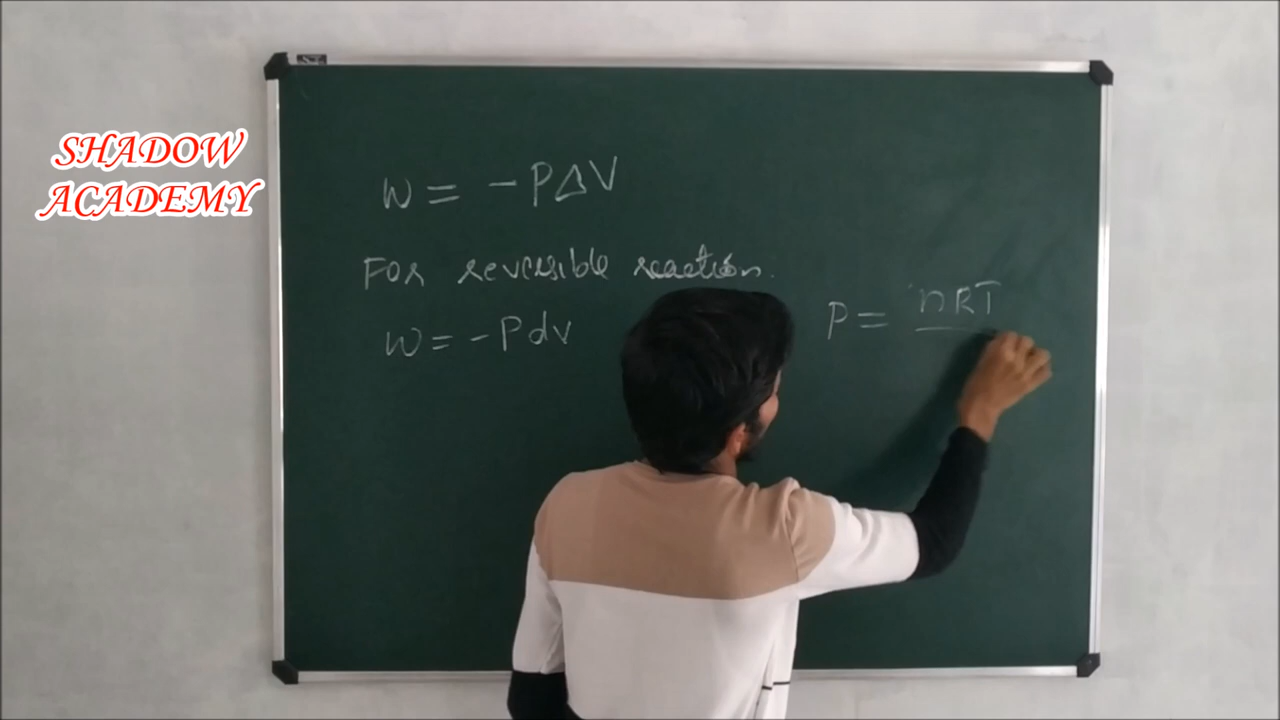 SHADOW
ACADEMY
W = - PΔV
For reversible reaction.
W = - Pdv
P = nRT